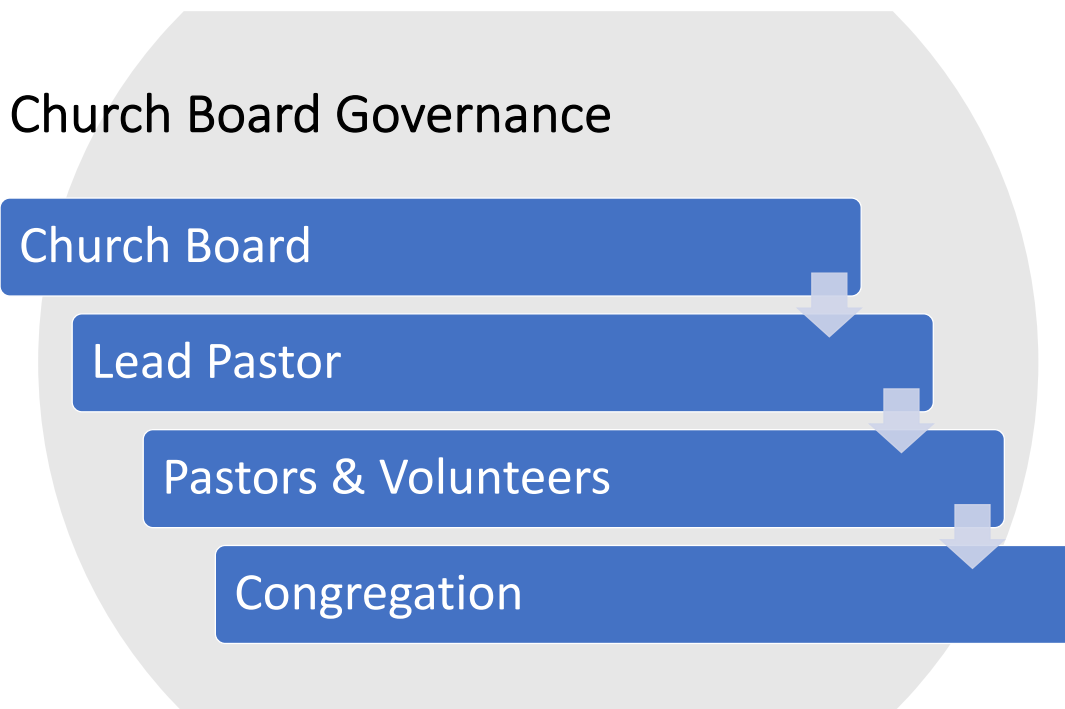 Church Board Governance
Church Board
Lead Pastor
Pastors & Volunteers
Congregation